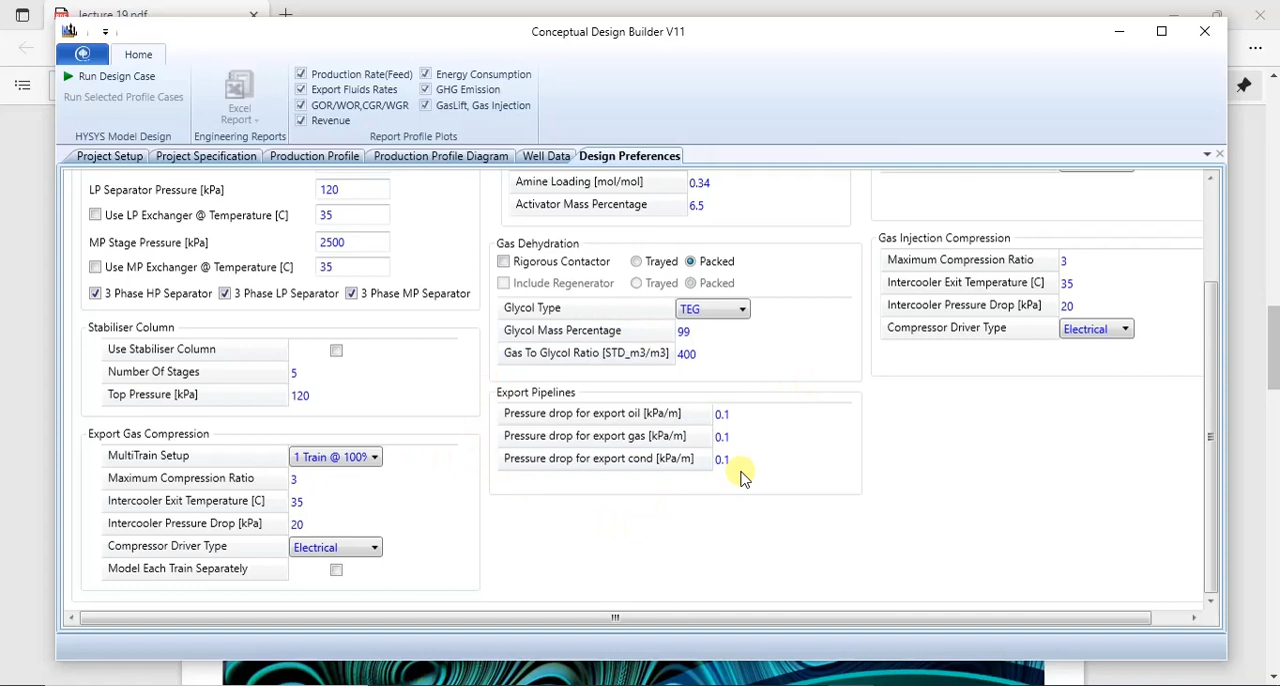 lecture 19.pdf
Conceptual Design Builder V11
Home
Run Design Case
Run Selected Profile Cases
HYSYS Model Design
Excel
Report
Engineering Reports
Production Rate(Feed)
Energy Consumption
Export Fluids Rates
GHG Emission
GOR/WOR,CGR/WGR
GasLift, Gas Injection
Revenue
Report Profile Plots
Project Setup
Project Specification
Production Profile
Production Profile Diagram
Well Data
Design Preferences
LP Separator Pressure [kPa] 120
Use LP Exchanger @ Temperature [C] 35
MP Stage Pressure [kPa] 2500
Use MP Exchanger @ Temperature [C] 35
3 Phase HP Separator 3 Phase LP Separator 3 Phase MP Separator
Stabiliser Column
Use Stabiliser Column
Number Of Stages 5
Top Pressure [kPa] 120
Export Gas Compression
MultiTrain Setup 1 Train @ 100%
Maximum Compression Ratio 3
Intercooler Exit Temperature [C] 35
Intercooler Pressure Drop [kPa] 20
Compressor Driver Type Electrical
Model Each Train Separately
Amine Loading [mol/mol] 0.34
Activator Mass Percentage 6.5
Gas Dehydration
Rigorous Contactor Trayed Packed
Include Regenerator Trayed Packed
Glycol Type TEG
Glycol Mass Percentage 99
Gas To Glycol Ratio [STD_m3/m3] 400
Export Pipelines
Pressure drop for export oil [kPa/m] 0.1
Pressure drop for export gas [kPa/m] 0.1
Pressure drop for export cond [kPa/m] 0.1
Gas Injection Compression
Maximum Compression Ratio 3
Intercooler Exit Temperature [C] 35
Intercooler Pressure Drop [kPa] 20
Compressor Driver Type Electrical